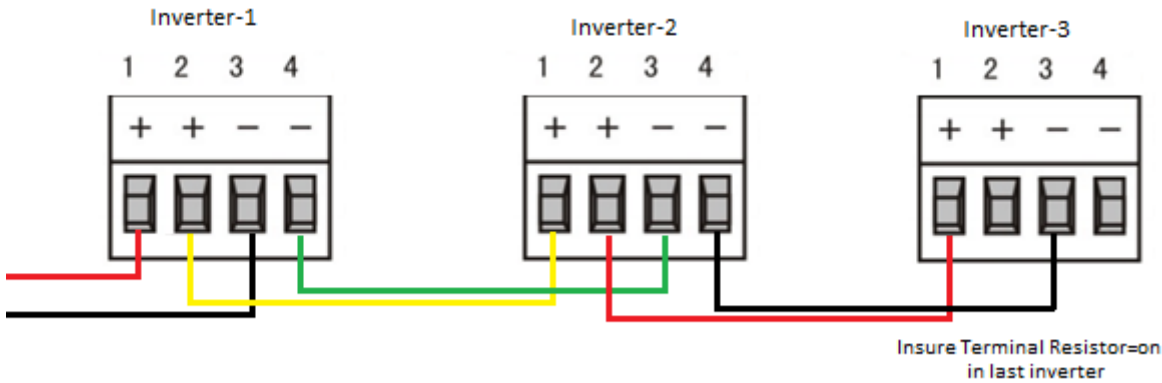 Inverter-1
Inverter-2
Inverter-3
1 2 3 4
1 2 3 4
1 2 3 4
+ + − −
+ + − −
+ + − −
Insure Terminal Resistor=on
in last inverter